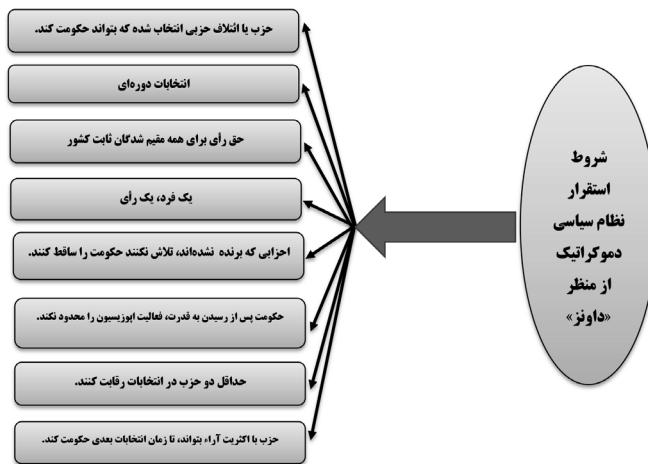 شروط
استقرار
نظام سیاسی
دموکراتیک
از منظر
«داونز»
حزب یا ائتلاف حزبی انتخاب شده که بتواند حکومت کند.
انتخابات دوره‌ای
حق رأی برای همه مقیم شدگان ثابت کشور
یک فرد، یک رأی
احزابی که برنده نشده‌اند، تلاش نکنند حکومت را ساقط کنند.
حکومت پس از رسیدن به قدرت، فعالیت اپوزیسیون را محدود نکند.
حداقل دو حزب در انتخابات رقابت کنند.
حزب با اکثریت آراء بتواند، تا زمان انتخابات بعدی حکومت کند.